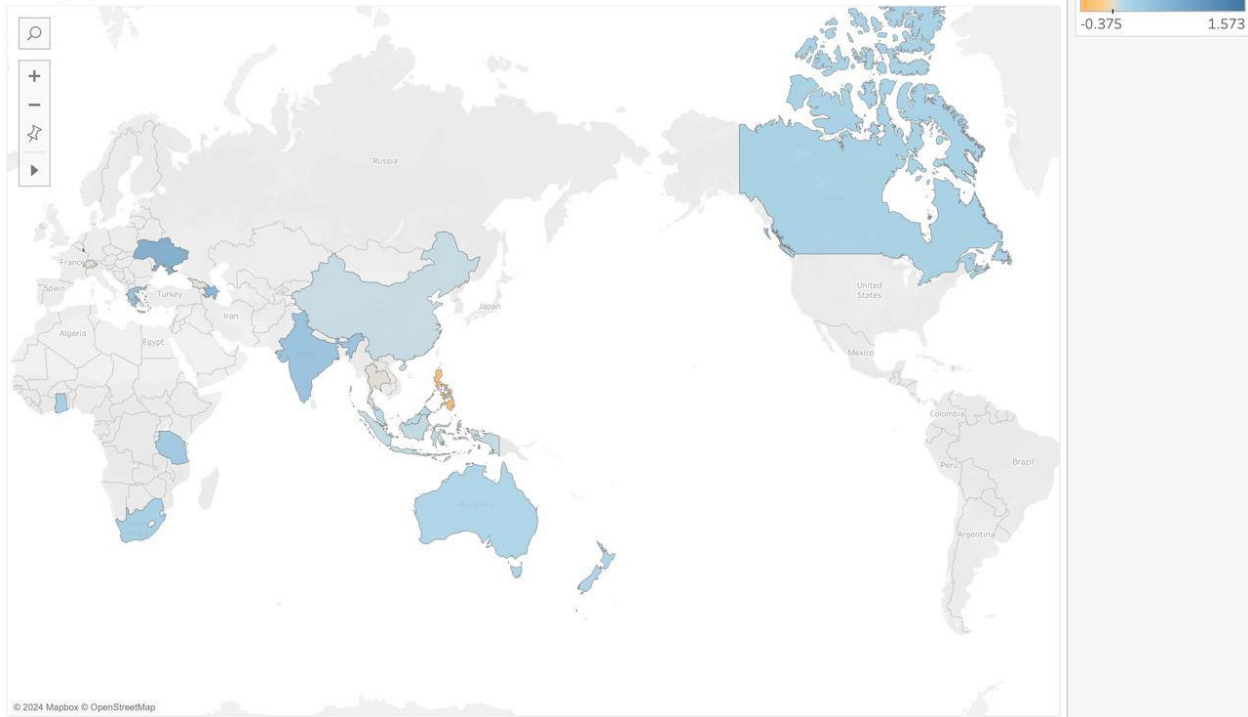 -0.375 1.573
Russia
France
Spain
Turkey
Japan
Iran
Algeria
Egypt
Australia
United
States
Mexico
Colombia
Peru
Brazil
Argentina
© 2024 Mapbox © OpenStreetMap